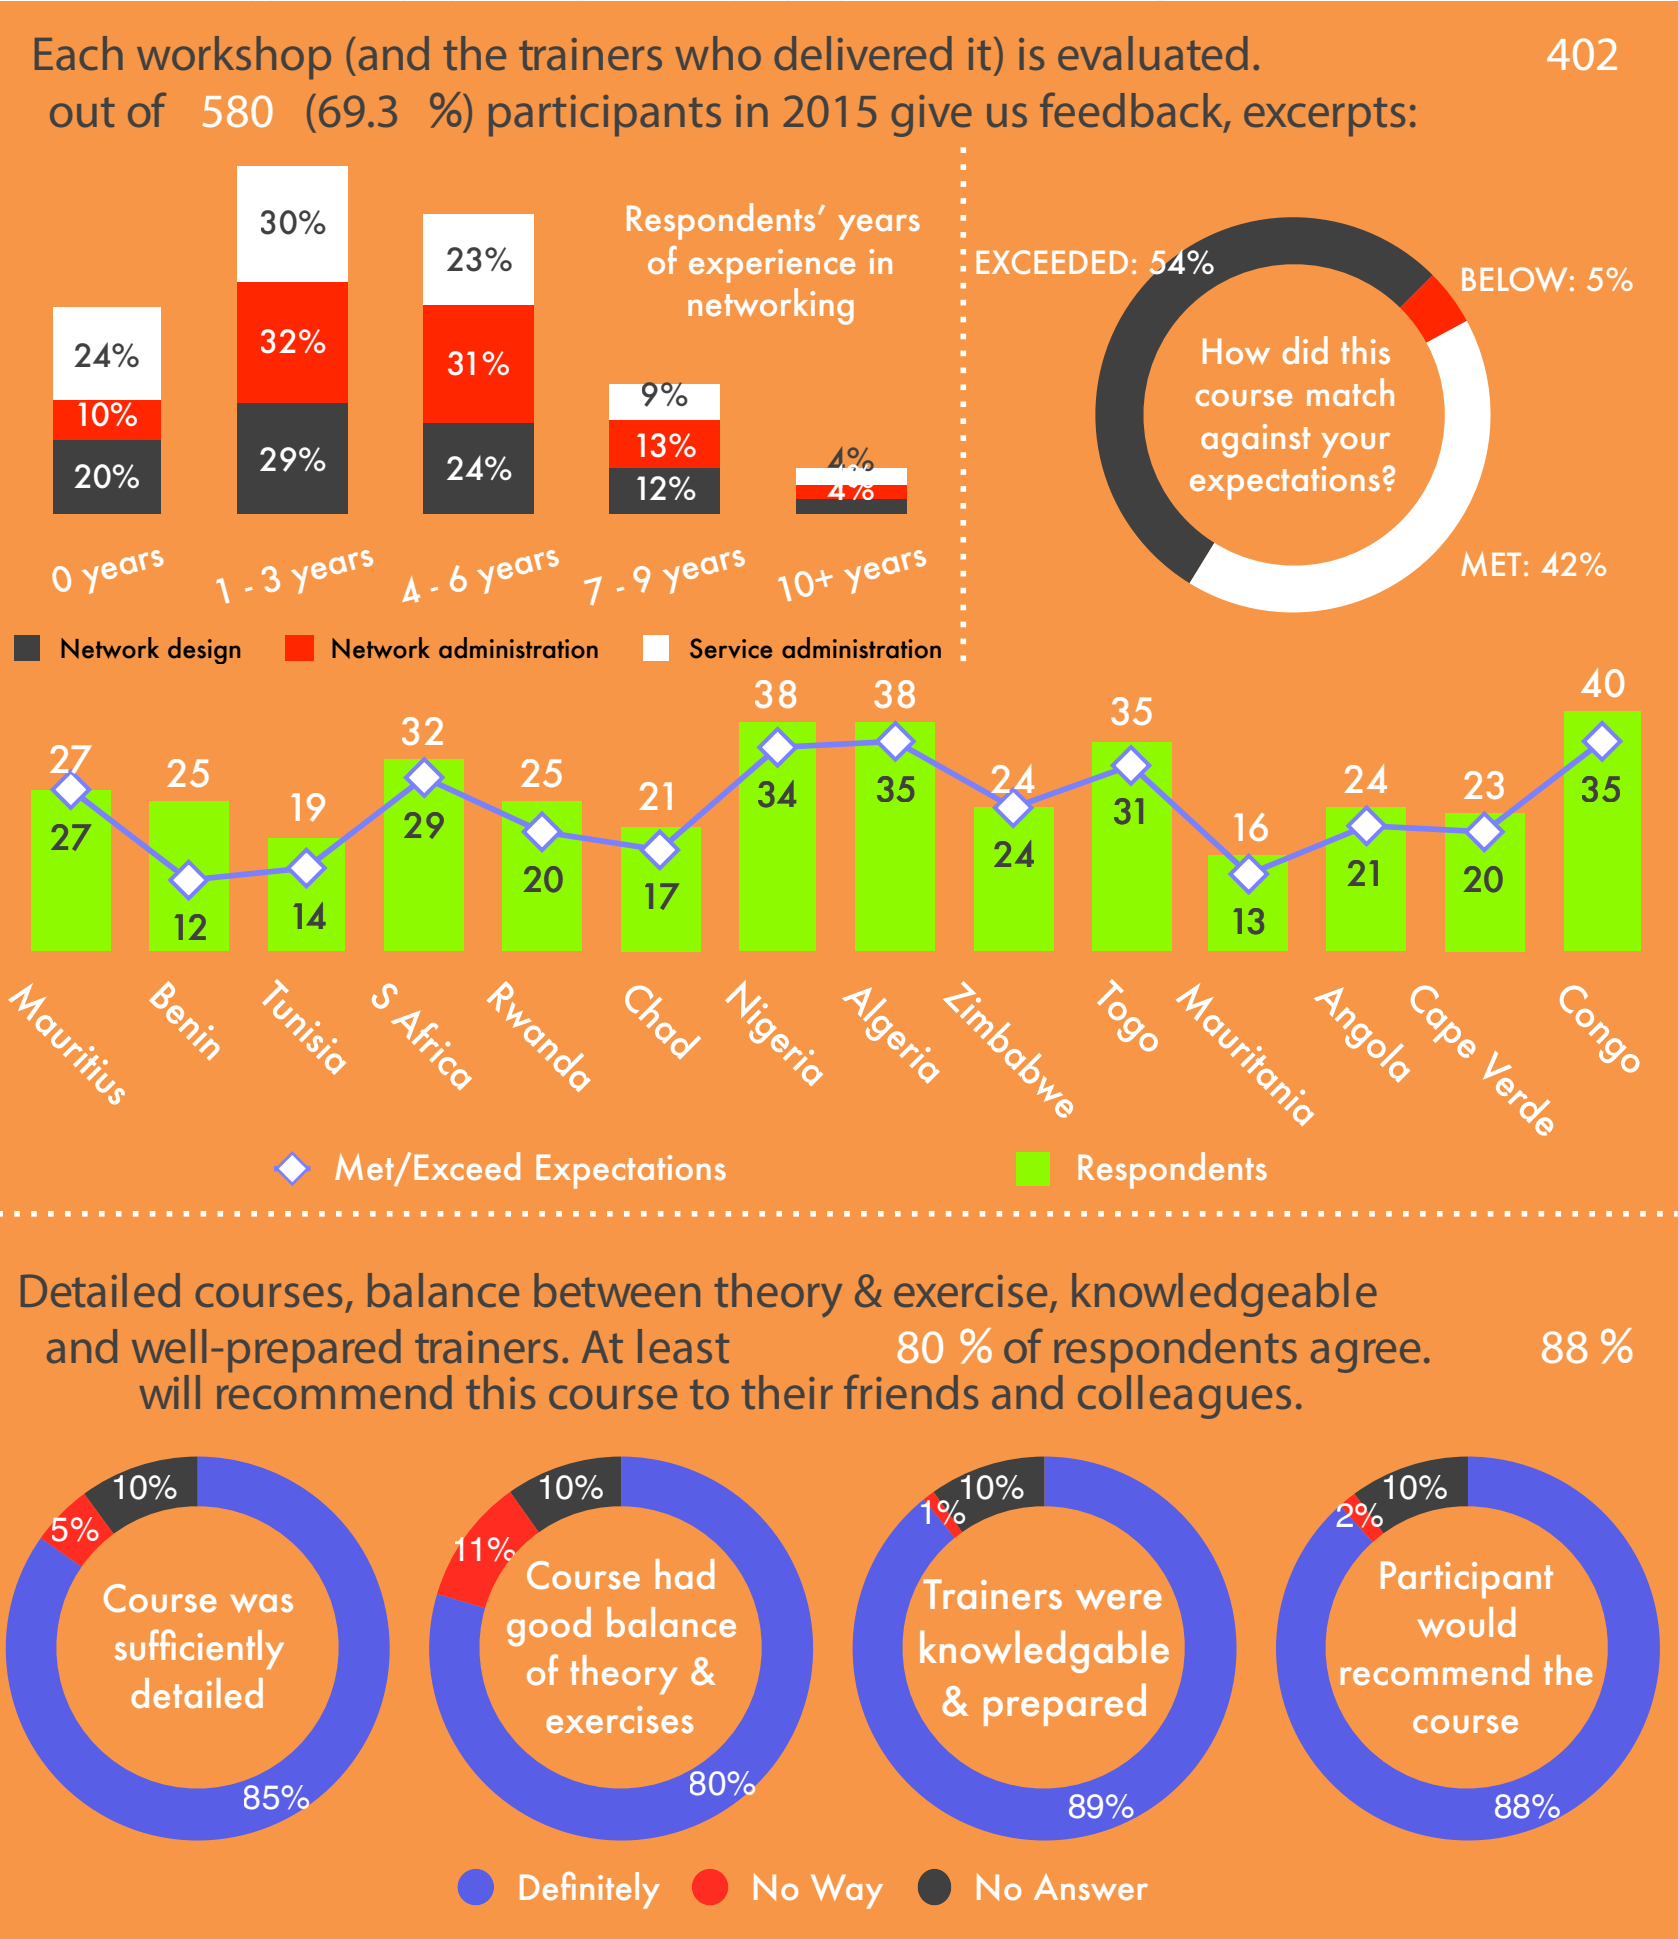 Each workshop (and the trainers who delivered it) is evaluated. 402
out of 580 (69.3 %) participants in 2015 give us feedback, excerpts:
Respondents’ years
of experience in
networking
30%
23%
24%
32%
31%
9%
10%
13%
4%
20%
29%
24%
12%
4%
0 years
1 - 3 years
4 - 6 years
7 - 9 years
10+ years
Network design
Network administration
Service administration
EXCEEDED: 54%
BELOW: 5%
How did this
course match
against your
expectations?
MET: 42%
27
25
19
32
25
21
38
38
24
35
16
24
23
40
27
12
14
29
20
17
34
35
24
31
13
21
20
35
Mauritius
Benin
Tunisia
S Africa
Rwanda
Chad
Nigeria
Algeria
Zimbabwe
Togo
Mauritania
Angola
Cape Verde
Congo
Met/Exceed Expectations
Respondents
Detailed courses, balance between theory & exercise, knowledgeable
and well-prepared trainers. At least 80 % of respondents agree. 88 %
will recommend this course to their friends and colleagues.
10%
5%
Course was
sufficiently
detailed
85%
10%
11%
Course had
good balance
of theory &
exercises
80%
10%
1%
Trainers were
knowledgable
& prepared
89%
10%
2%
Participant
would
recommend the
course
88%
Definitely
No Way
No Answer